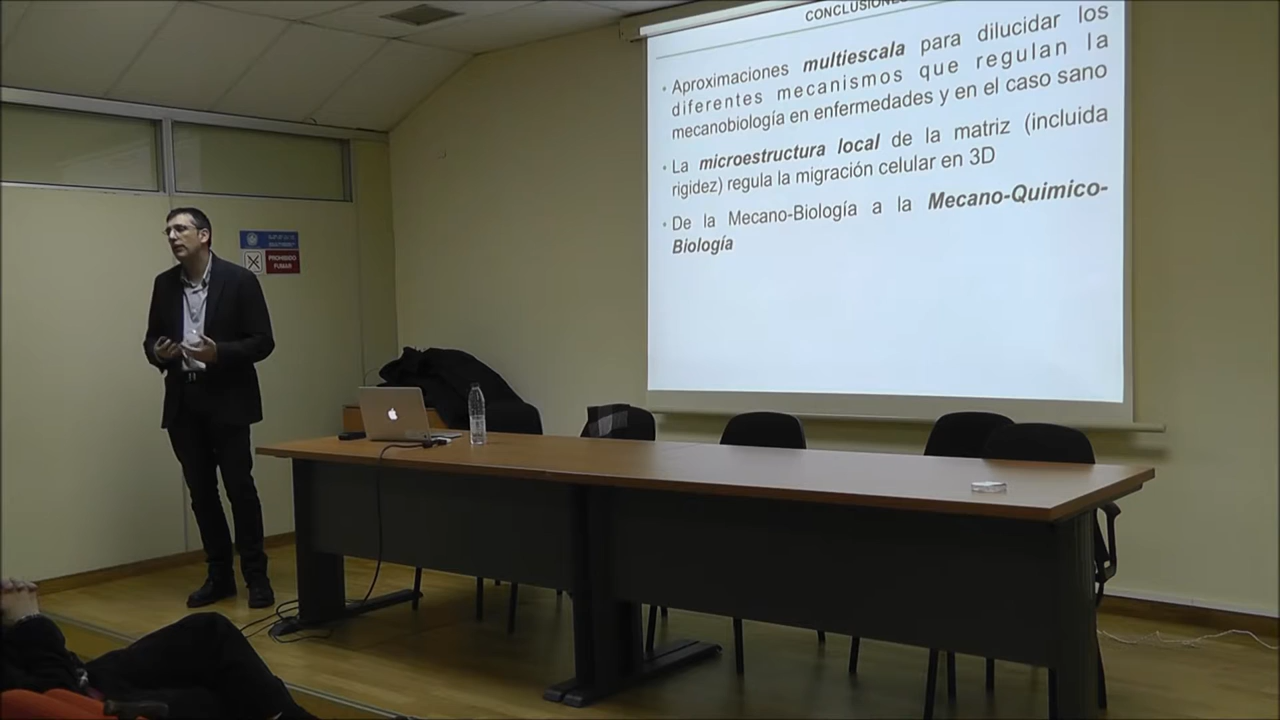 CONCLUSIONES
• Aproximaciones multiescala para dilucidar los
diferentes mecanismos que regulan la
mecanobiología en enfermedades y en el caso sano
• La microestructura local de la matriz (incluida
rigidez) regula la migración celular en 3D
• De la Mecano-Biología a la Mecano-Quimico-
Biología
PROHIBIDO
FUMAR